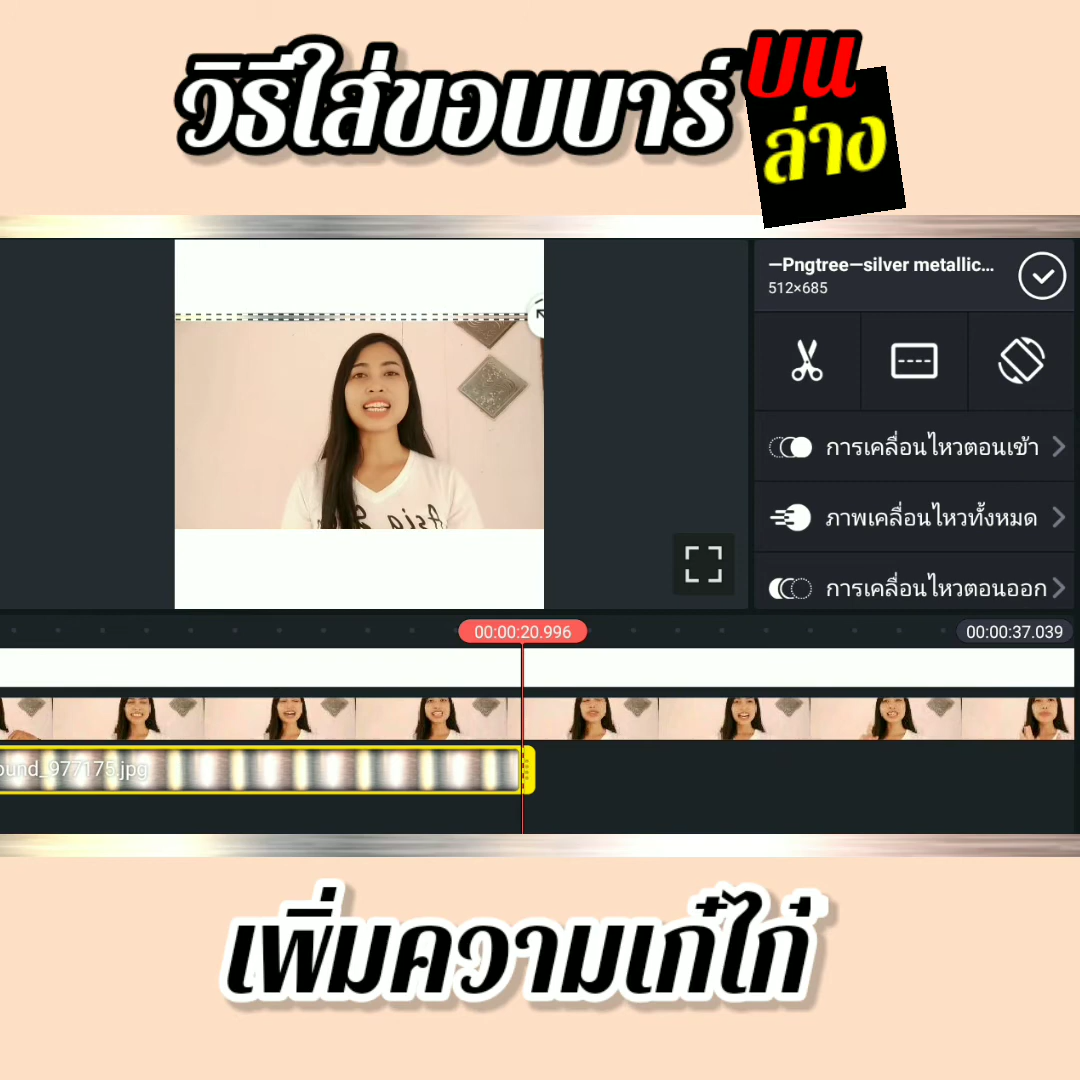 วิธีใส่ขอบบาร์ บน
ล่าง
—Pngtree—silver metallic...
512×685
การเคลื่อนไหวตอนเข้า
ภาพเคลื่อนไหวทั้งหมด
การเคลื่อนไหวตอนออก
00:00:20.996
00:00:37.039
ound_977175.jpg
เพิ่มความเก๋ไก๋